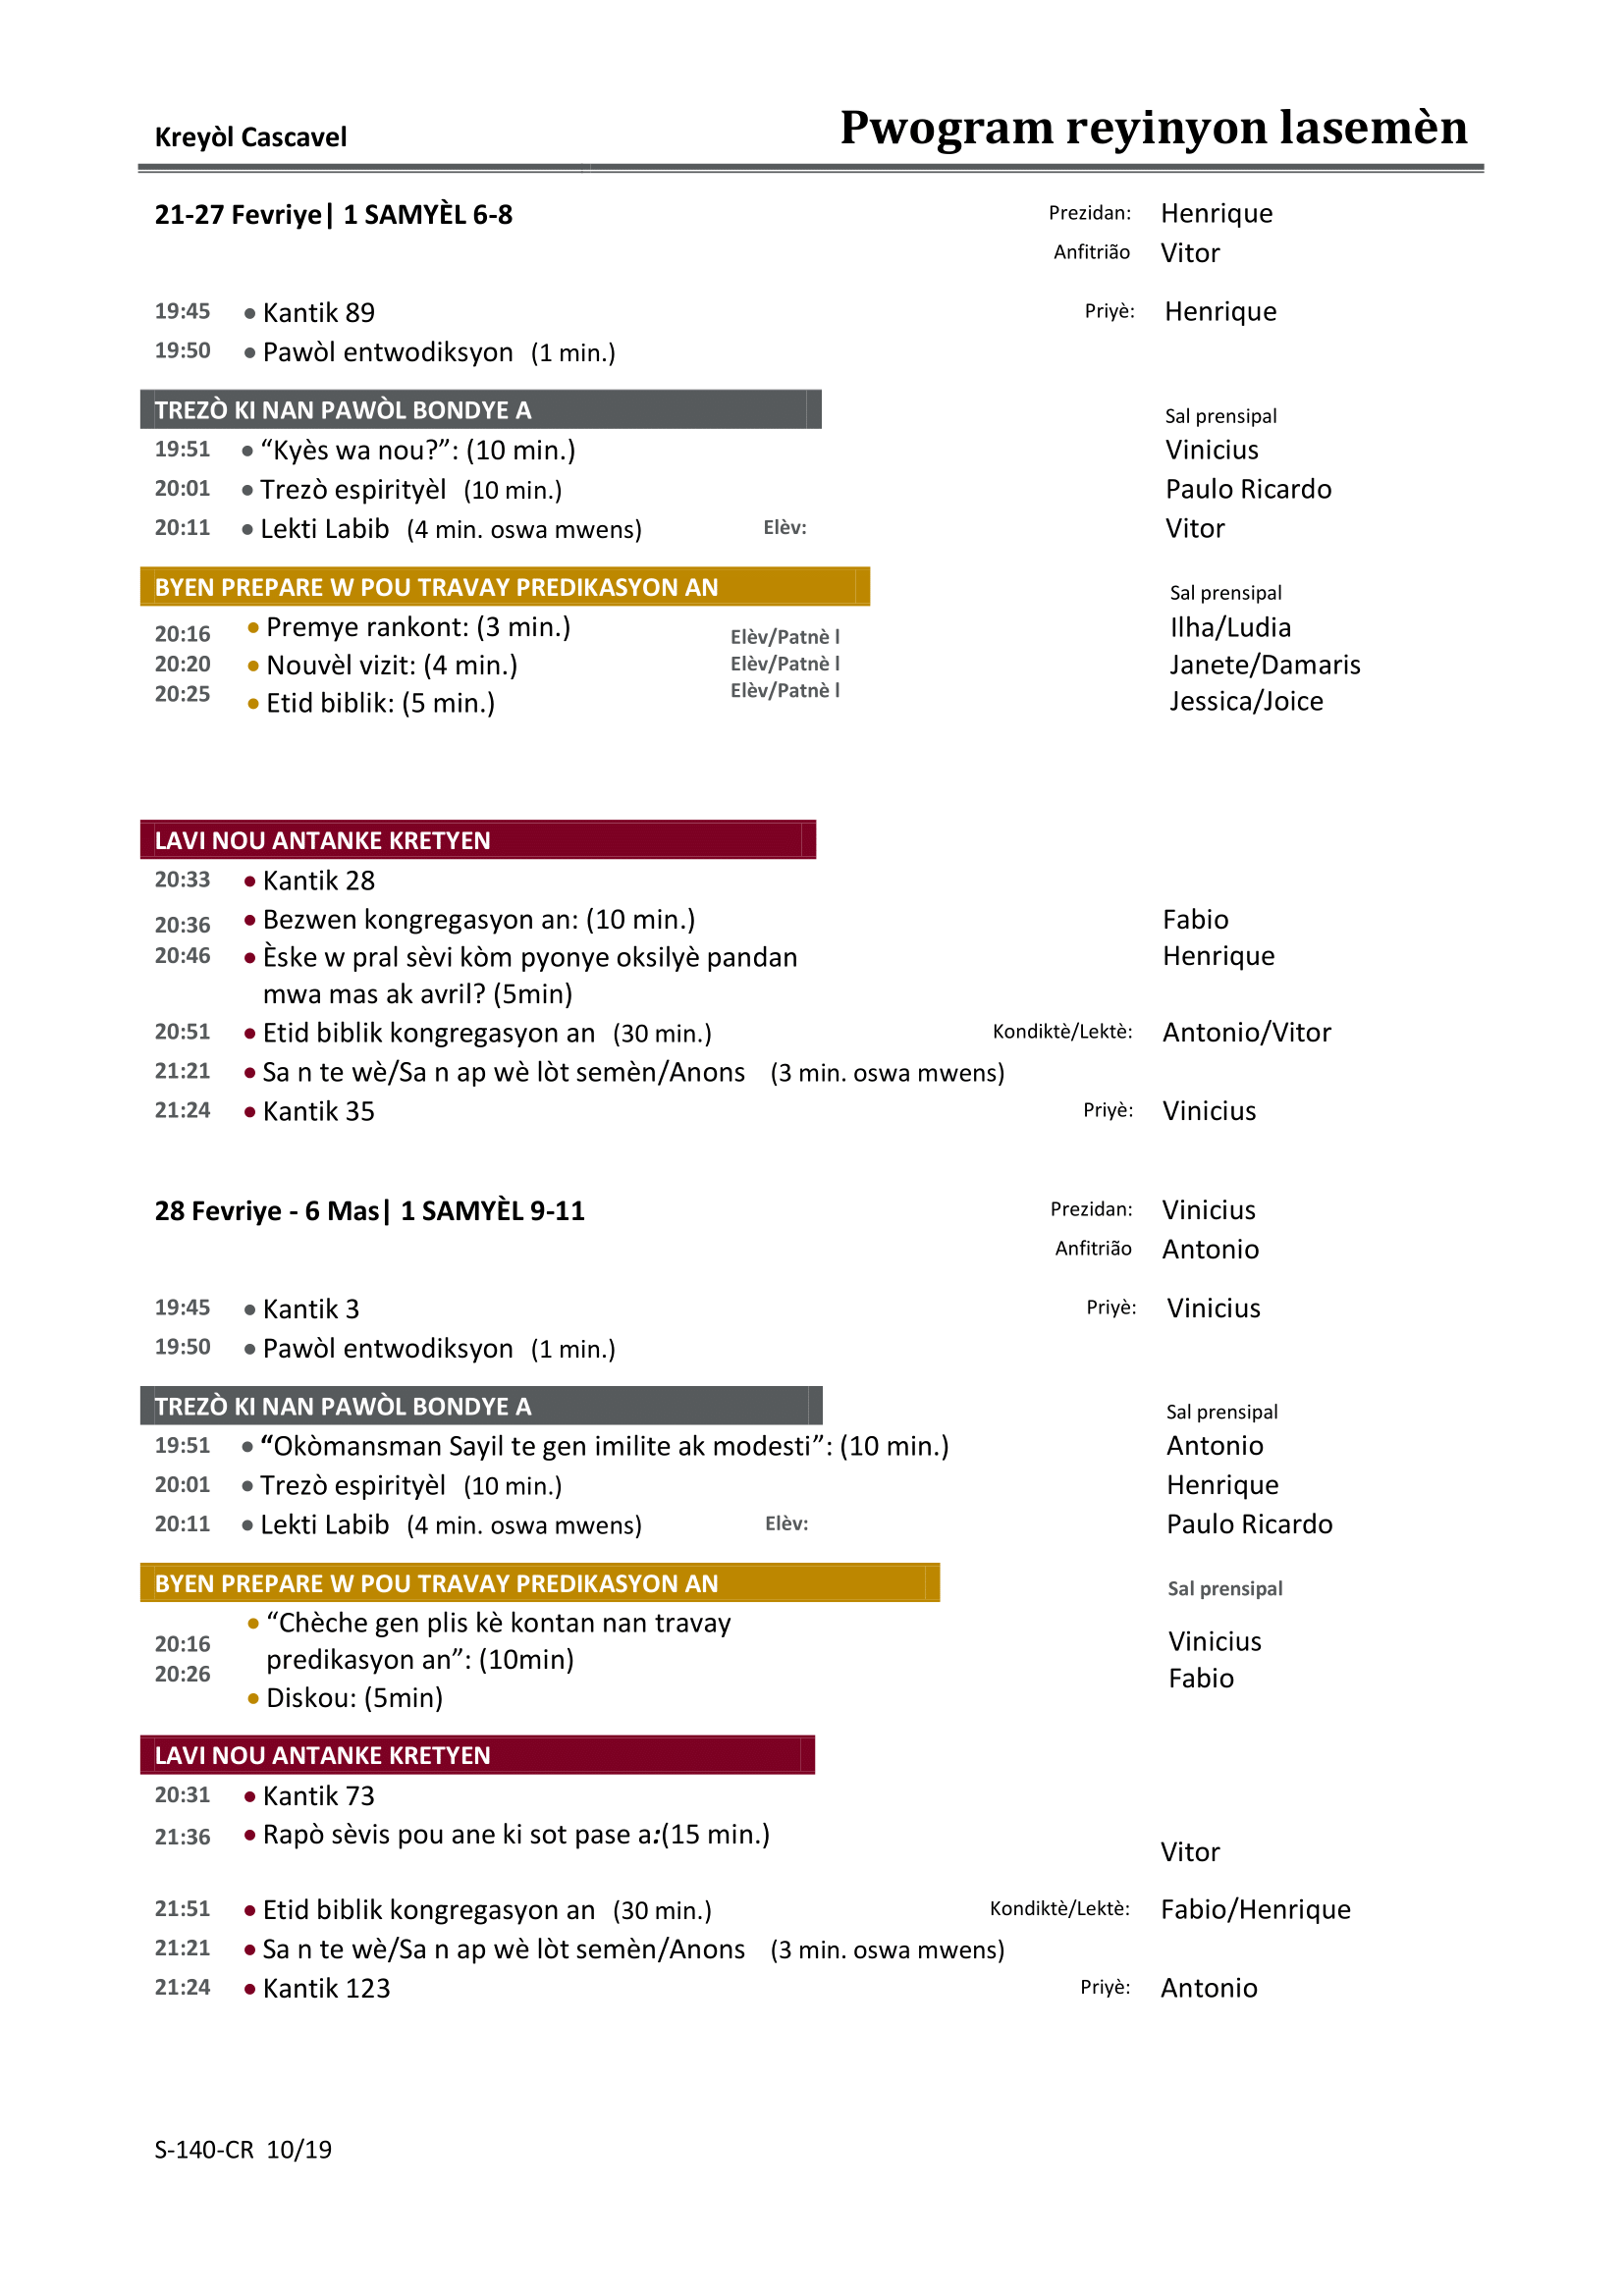 Kreyòl Cascavel Pwogram reyinyon lasemèn
21-27 Fevriye| 1 SAMYÈL 6-8 Prezidan: Henrique
Anfitrião Vitor
19:45 • Kantik 89 Priyè: Henrique
19:50 • Pawòl entwodiksyon (1 min.)
TREZÒ KI NAN PAWÒL BONDYE A Sal prensipal
19:51 • “Kyès wa nou?”: (10 min.) Vinicius
20:01 • Trezò espirityèl (10 min.) Paulo Ricardo
20:11 • Lekti Labib (4 min. oswa mwens) Elèv: Vitor
BYEN PREPARE W POU TRAVAY PREDIKASYON AN Sal prensipal
20:16 • Premye rankont: (3 min.) Elèv/Patnè l Ilha/Ludia
20:20 • Nouvèl vizit: (4 min.) Elèv/Patnè l Janete/Damaris
20:25 • Etid biblik: (5 min.) Elèv/Patnè l Jessica/Joice
LAVI NOU ANTANKE KRETYEN
20:33 • Kantik 28
20:36 • Bezwen kongregasyon an: (10 min.) Fabio
20:46 • Èske w pral sèvi kòm pyonye oksilyè pandan Henrique
mwa mas ak avril? (5min)
20:51 • Etid biblik kongregasyon an (30 min.) Kondiktè/Lektè: Antonio/Vitor
21:21 • Sa n te wè/Sa n ap wè lòt semèn/Anons (3 min. oswa mwens)
21:24 • Kantik 35 Priyè: Vinicius
28 Fevriye - 6 Mas| 1 SAMYÈL 9-11 Prezidan: Vinicius
Anfitrião Antonio
19:45 • Kantik 3 Priyè: Vinicius
19:50 • Pawòl entwodiksyon (1 min.)
TREZÒ KI NAN PAWÒL BONDYE A Sal prensipal
19:51 • “Okòmansman Sayil te gen imilite ak modesti”: (10 min.) Antonio
20:01 • Trezò espirityèl (10 min.) Henrique
20:11 • Lekti Labib (4 min. oswa mwens) Elèv: Paulo Ricardo
BYEN PREPARE W POU TRAVAY PREDIKASYON AN Sal prensipal
• “Chèche gen plis kè kontan nan travay
20:16 predikasyon an”: (10min) Vinicius
20:26 • Diskou: (5min) Fabio
LAVI NOU ANTANKE KRETYEN
20:31 • Kantik 73
21:36 • Rapò sèvis pou ane ki sot pase a:(15 min.)
Vitor
21:51 • Etid biblik kongregasyon an (30 min.) Kondiktè/Lektè: Fabio/Henrique
21:21 • Sa n te wè/Sa n ap wè lòt semèn/Anons (3 min. oswa mwens)
21:24 • Kantik 123 Priyè: Antonio
S-140-CR 10/19